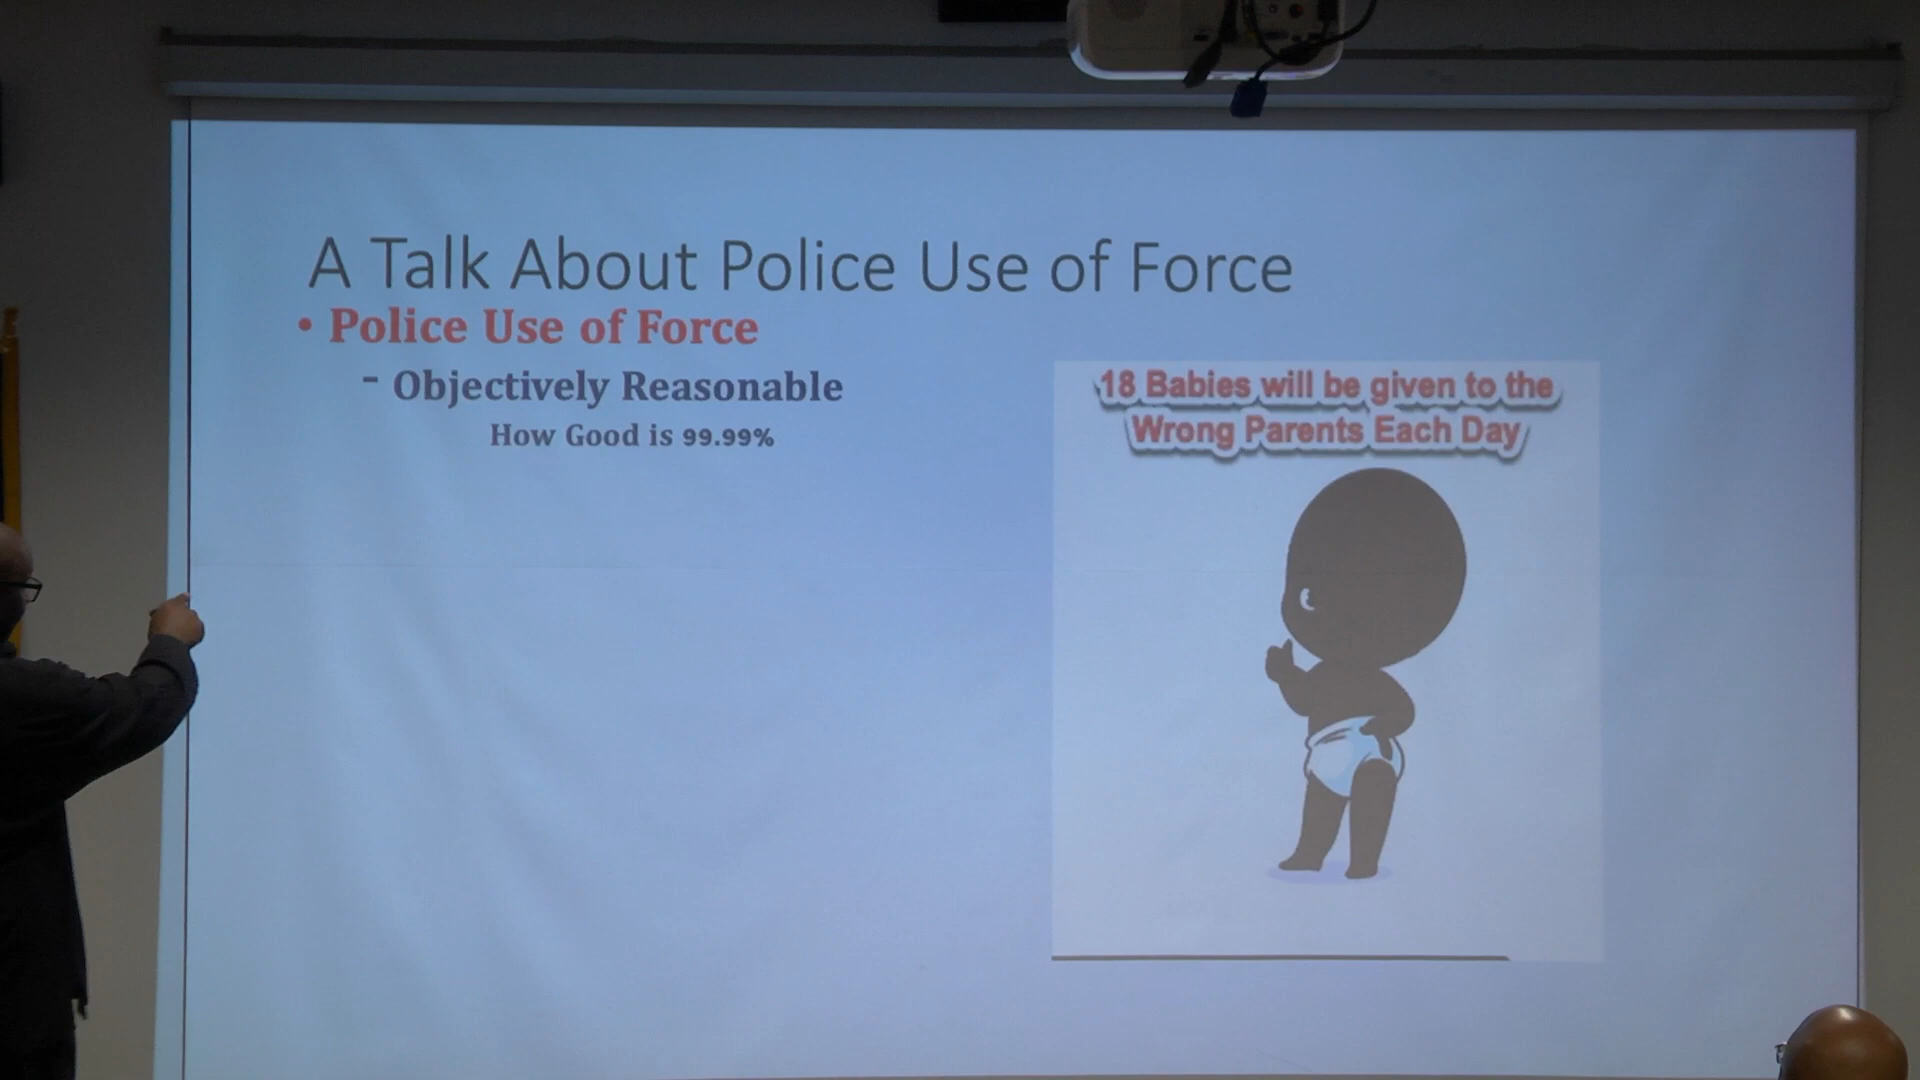 A Talk About Police Use of Force
• Police Use of Force
- Objectively Reasonable
How Good is 99.99%
18 Babies will be given to the
Wrong Parents Each Day